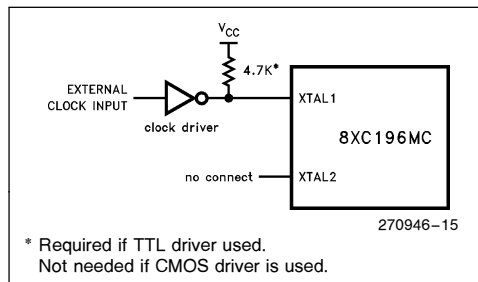 VCC
4.7K*
EXTERNAL
CLOCK INPUT
clock driver
XTAL1
8XC196MC
no connect
XTAL2
270946–15
* Required if TTL driver used.
Not needed if CMOS driver is used.